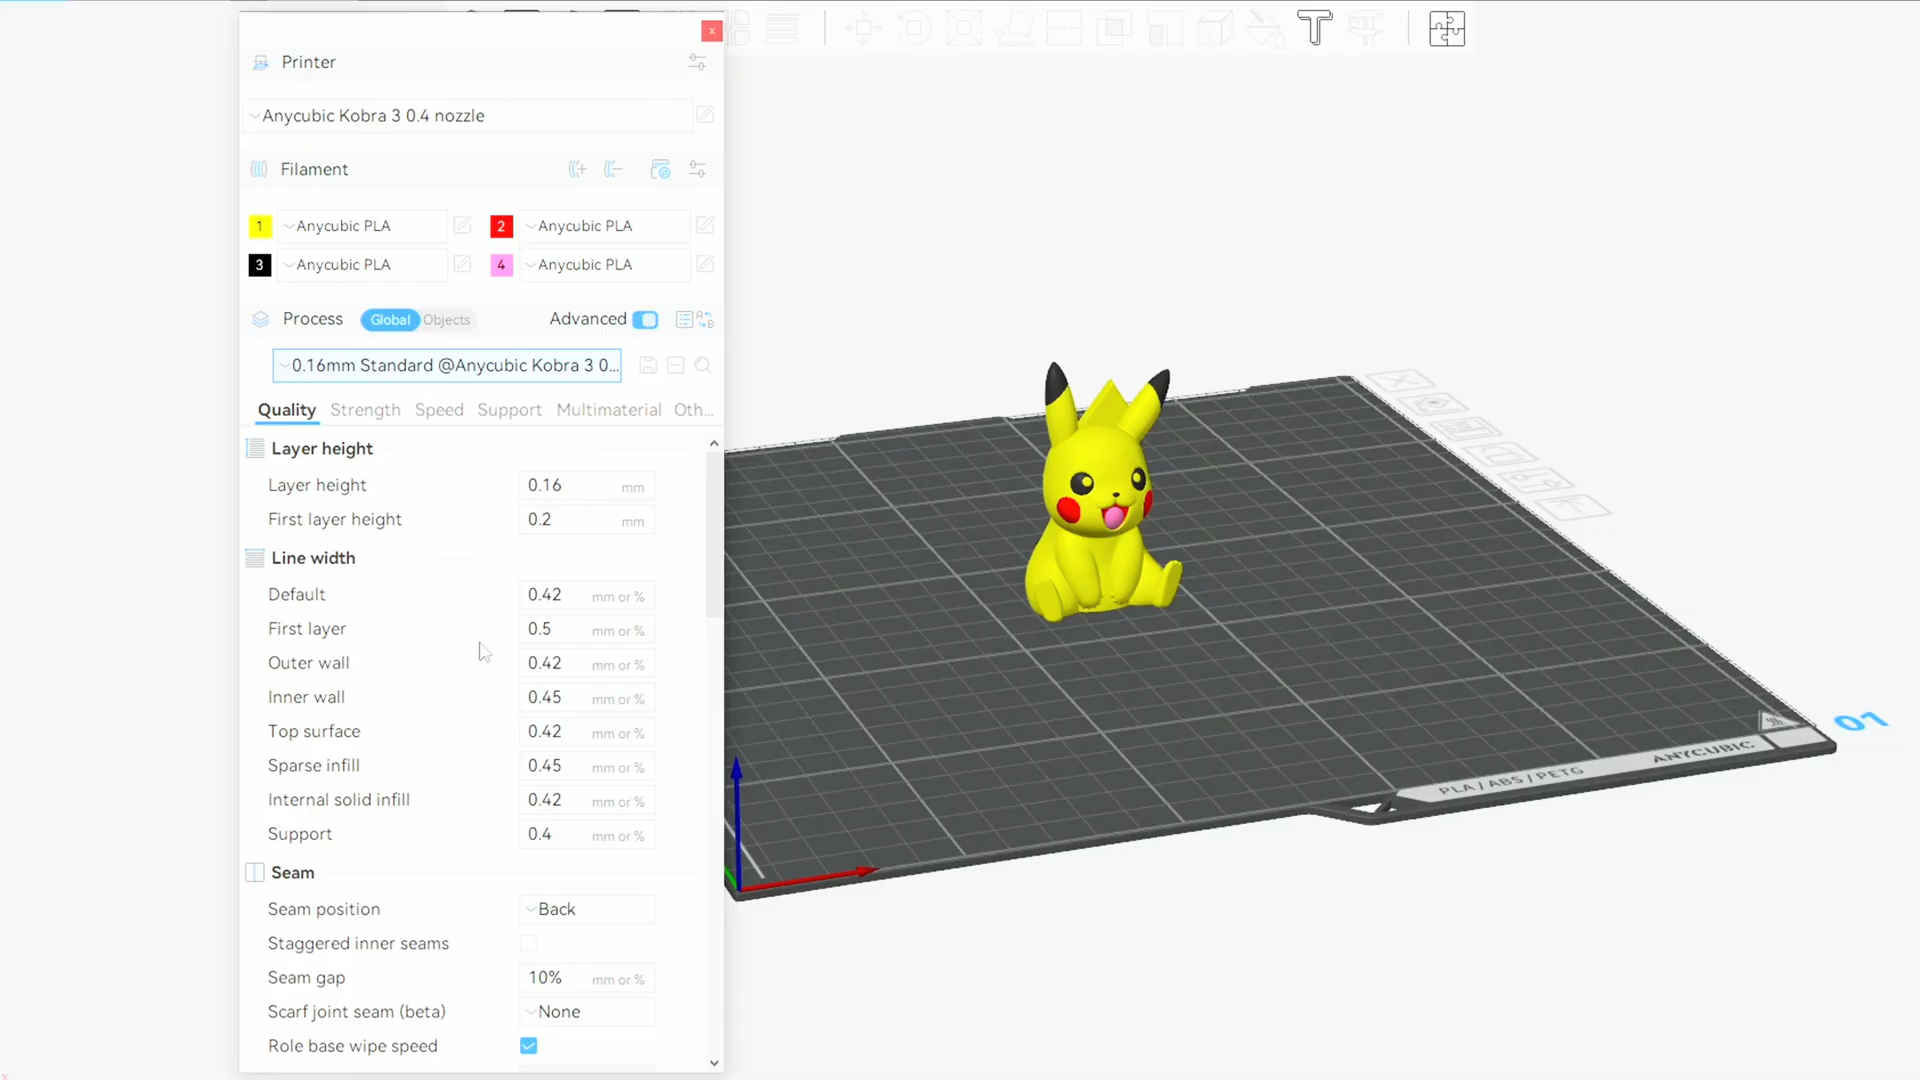 x
Printer
Anycubic Kobra 3 0.4 nozzle
Filament
1 Anycubic PLA 2 Anycubic PLA
3 Anycubic PLA 4 Anycubic PLA
Process Global Objects Advanced
0.16mm Standard @Anycubic Kobra 3 0...
Quality Strength Speed Support Multimaterial Oth...
Layer height
Layer height 0.16 mm
First layer height 0.2 mm
Line width
Default 0.42 mm or %
First layer 0.5 mm or %
Outer wall 0.42 mm or %
Inner wall 0.45 mm or %
Top surface 0.42 mm or %
Sparse infill 0.45 mm or %
Internal solid infill 0.42 mm or %
Support 0.4 mm or %
Seam
Seam position Back
Staggered inner seams
Seam gap 10% mm or %
Scarf joint seam (beta) None
Role base wipe speed
01
PLA / ABS / PETG ANYCUBIC